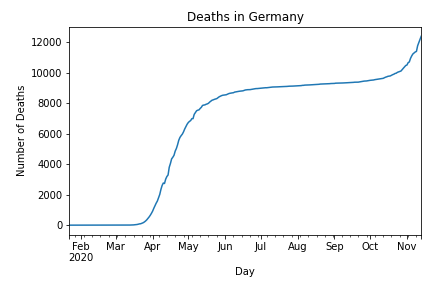 Deaths in Germany
Number of Deaths
12000
10000
8000
6000
4000
2000
0
Feb Mar Apr May Jun Jul Aug Sep Oct Nov
2020
Day